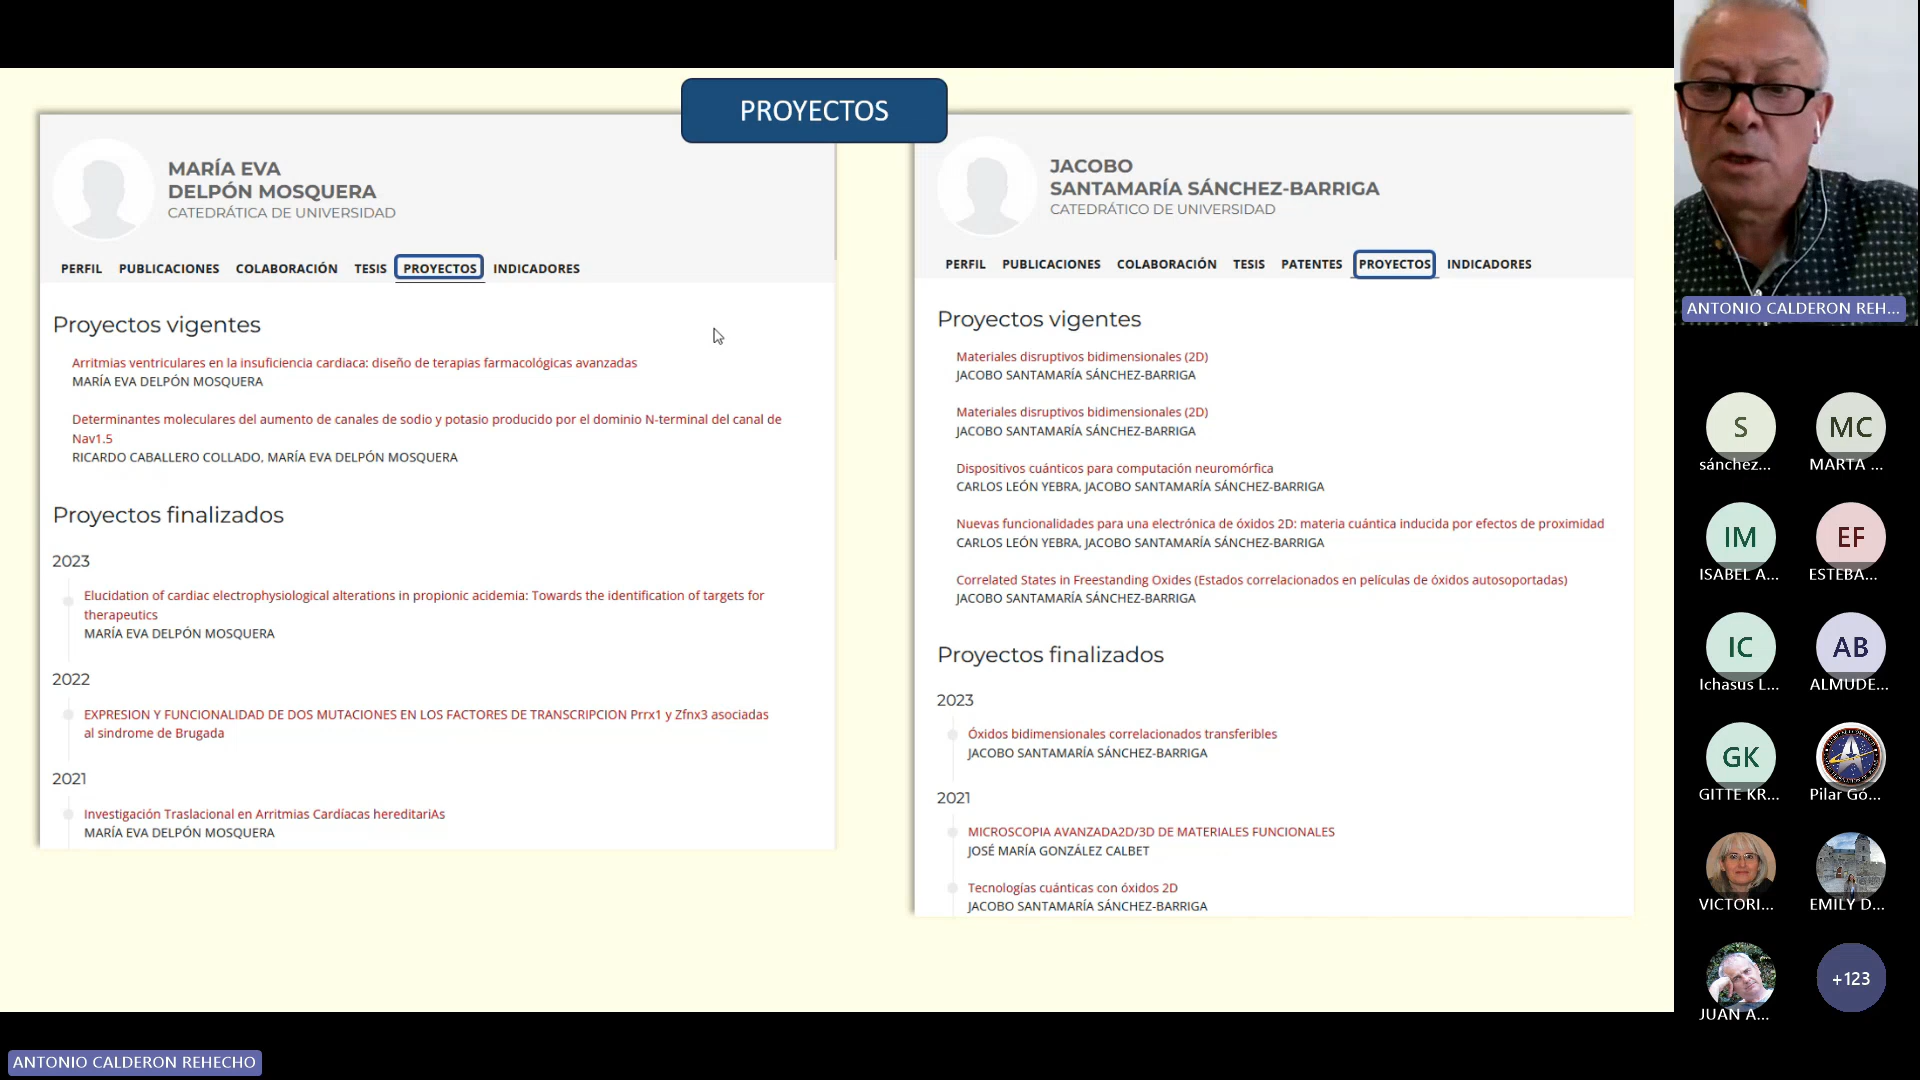 PROYECTOS
MARÍA EVA
DELPÓN MOSQUERA
CATEDRÁTICA DE UNIVERSIDAD
PERFIL PUBLICACIONES COLABORACIÓN TESIS PROYECTOS INDICADORES
Proyectos vigentes
Arritmias ventriculares en la insuficiencia cardiaca: diseño de terapias farmacológicas avanzadas
MARÍA EVA DELPÓN MOSQUERA
Determinantes moleculares del aumento de canales de sodio y potasio producido por el dominio N-terminal del canal de
Nav1.5
RICARDO CABALLERO COLLADO, MARÍA EVA DELPÓN MOSQUERA
Proyectos finalizados
2023
Elucidation of cardiac electrophysiological alterations in propionic acidemia: Towards the identification of targets for
therapeutics
MARÍA EVA DELPÓN MOSQUERA
2022
EXPRESION Y FUNCIONALIDAD DE DOS MUTACIONES EN LOS FACTORES DE TRANSCRIPCION Prrx1 y Zfnx3 asociadas
al sindrome de Brugada
2021
Investigación Traslacional en Arritmias Cardíacas hereditariAs
MARÍA EVA DELPÓN MOSQUERA
JACOBO
SANTAMARÍA SÁNCHEZ-BARRIGA
CATEDRÁTICO DE UNIVERSIDAD
PERFIL PUBLICACIONES COLABORACIÓN TESIS PATENTES PROYECTOS INDICADORES
Proyectos vigentes
Materiales disruptivos bidimensionales (2D)
JACOBO SANTAMARÍA SÁNCHEZ-BARRIGA
Materiales disruptivos bidimensionales (2D)
JACOBO SANTAMARÍA SÁNCHEZ-BARRIGA
Dispositivos cuánticos para computación neuromórfica
CARLOS LEÓN YEBRA, JACOBO SANTAMARÍA SÁNCHEZ-BARRIGA
Nuevas funcionalidades para una electrónica de óxidos 2D: materia cuántica inducida por efectos de proximidad
CARLOS LEÓN YEBRA, JACOBO SANTAMARÍA SÁNCHEZ-BARRIGA
Correlated States in Freestanding Oxides (Estados correlacionados en películas de óxidos autosoportadas)
JACOBO SANTAMARÍA SÁNCHEZ-BARRIGA
Proyectos finalizados
2023
Óxidos bidimensionales correlacionados transferibles
JACOBO SANTAMARÍA SÁNCHEZ-BARRIGA
2021
MICROSCOPIA AVANZADA2D/3D DE MATERIALES FUNCIONALES
JOSÉ MARÍA GONZÁLEZ CALBET
Tecnologías cuánticas con óxidos 2D
JACOBO SANTAMARÍA SÁNCHEZ-BARRIGA
ANTONIO CALDERON REH...
S MC
sánchez... MARTA ...
IM EF
ISABEL A... ESTEBA...
IC AB
Ichasus L... ALMUDE...
GK
GITTE KR... Pilar Gó...
VICTORI... EMILY D...
+123
JUAN A...
ANTONIO CALDERON REHECHO